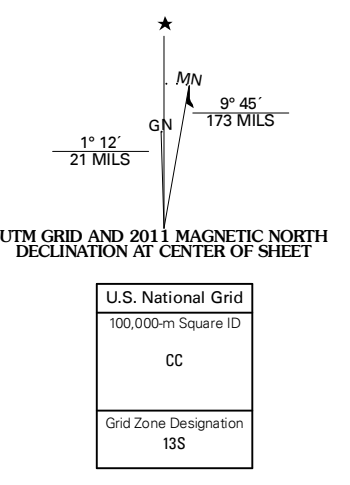 ★
MN
9° 45´
173 MILS
GN
1° 12´
21 MILS
UTM GRID AND 2011 MAGNETIC NORTH
DECLINATION AT CENTER OF SHEET
U.S. National Grid
100,000-m Square ID
CC
Grid Zone Designation
13S